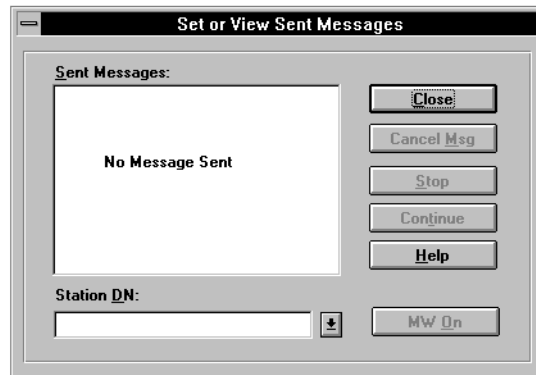 Set or View Sent Messages
Sent Messages:
No Message Sent
Close
Cancel Msg
Stop
Continue
Help
Station DN:
MW On